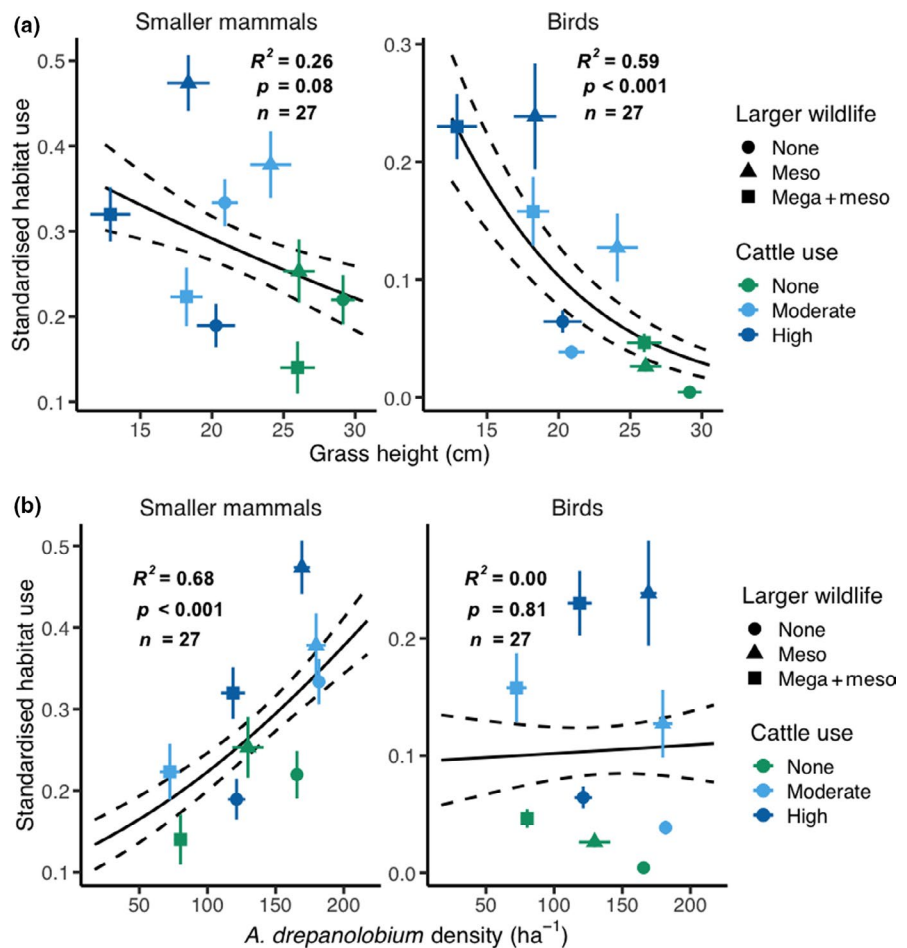 (a)
Smaller mammals
Birds
R² = 0.26
p = 0.08
n = 27
R² = 0.59
p < 0.001
n = 27
Standardised habitat use
0.5
0.4
0.3
0.2
0.1
0.3
0.2
0.1
0.0
15 20 25 30
15 20 25 30
Grass height (cm)
Larger wildlife
None
Meso
Mega + meso
Cattle use
None
Moderate
High
(b)
Smaller mammals
Birds
R² = 0.68
p < 0.001
n = 27
R² = 0.00
p = 0.81
n = 27
Standardised habitat use
0.5
0.4
0.3
0.2
0.1
0.2
0.1
0.0
50 100 150 200
50 100 150 200
A. drepanolobium density (ha⁻¹)
Larger wildlife
None
Meso
Mega + meso
Cattle use
None
Moderate
High